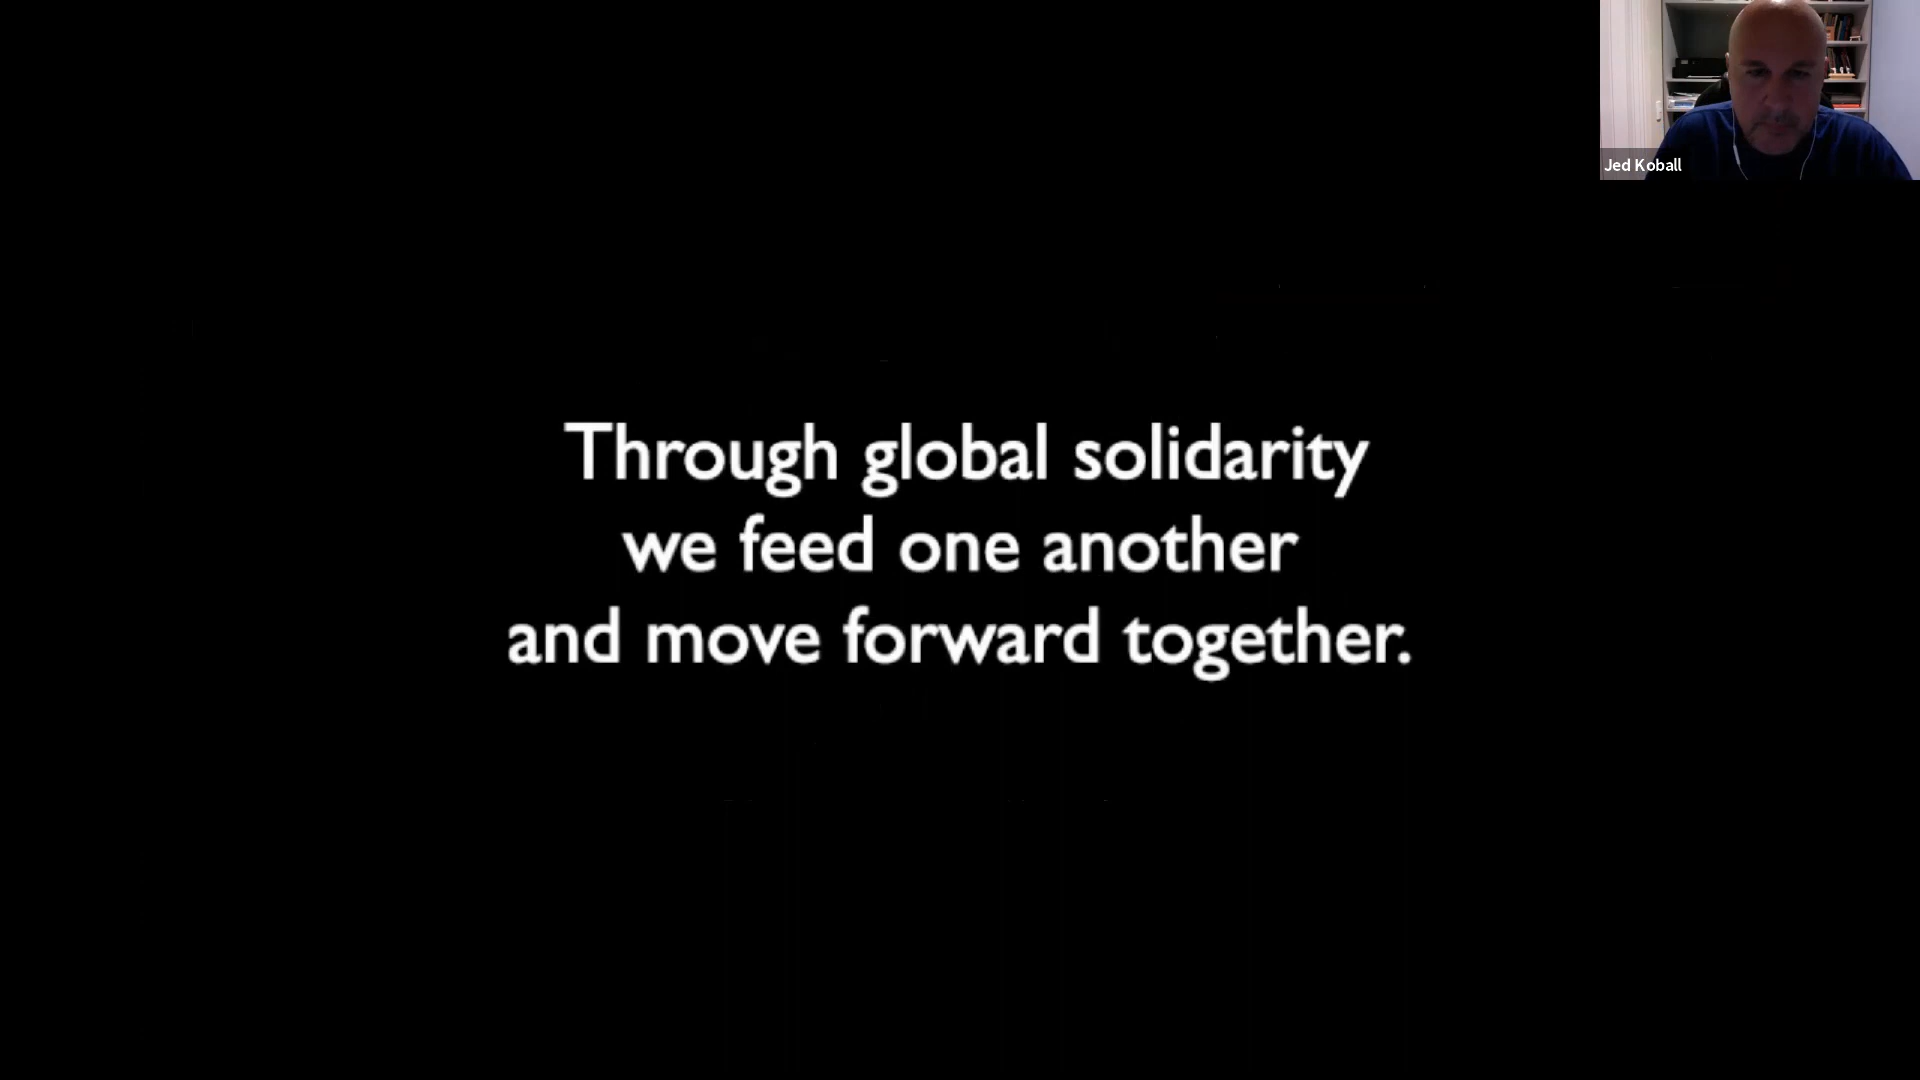 Jed Koball
Through global solidarity
we feed one another
and move forward together.